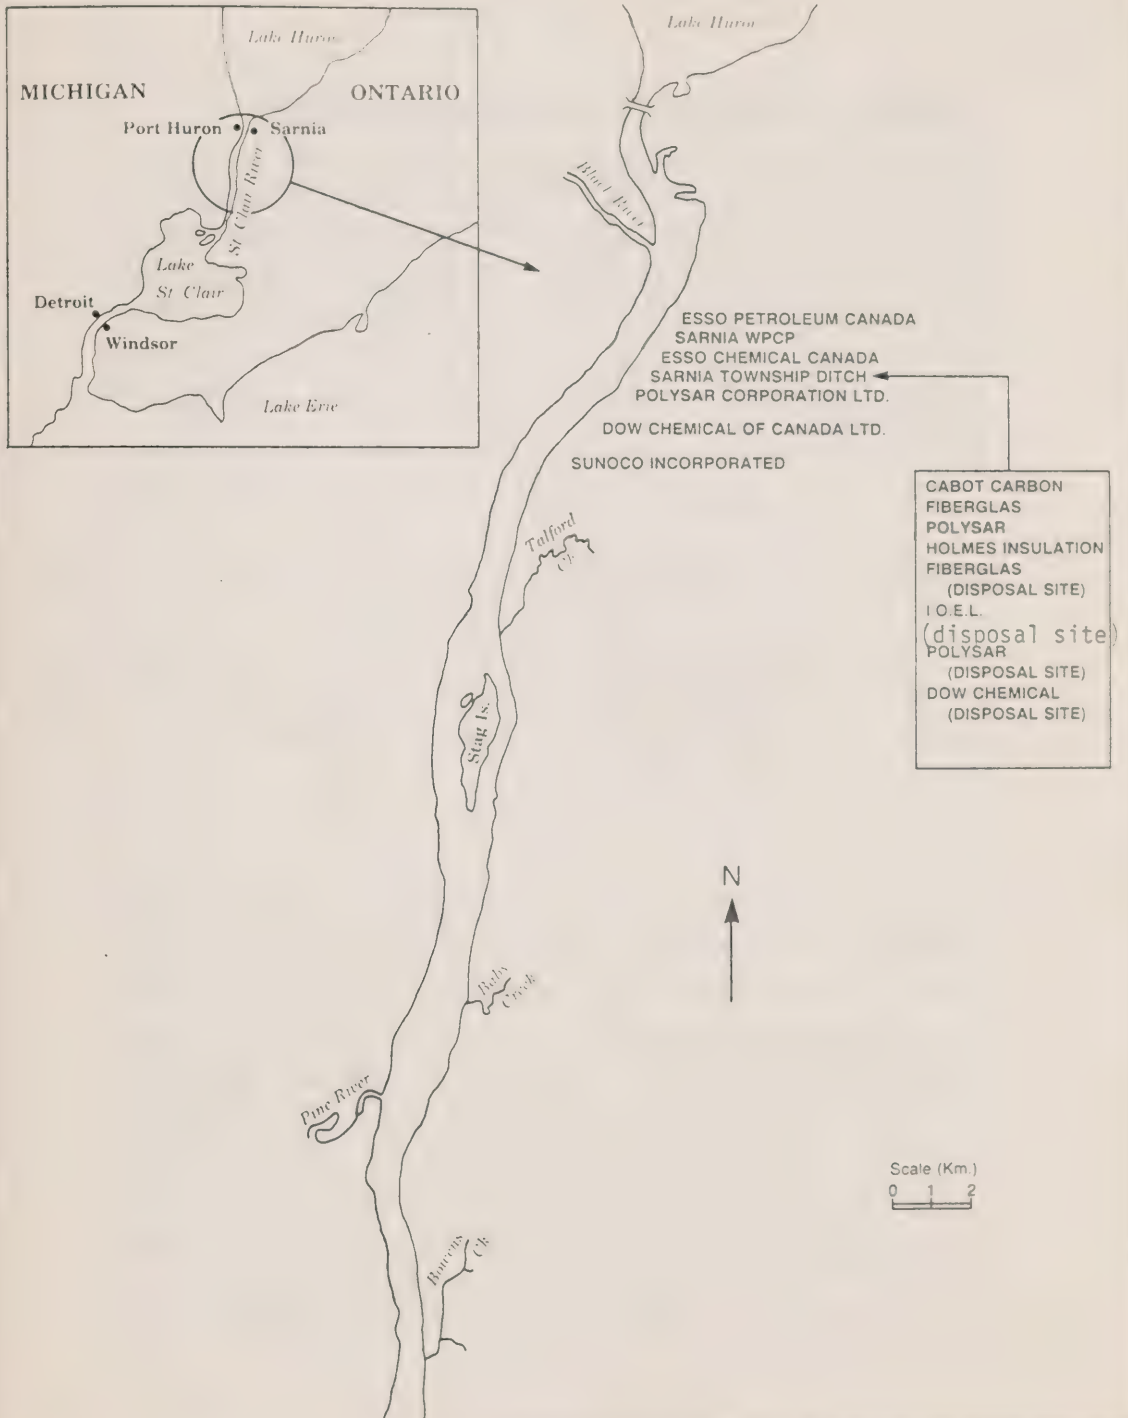 Lake Huron
MICHIGAN
ONTARIO
Port Huron
Sarnia
St Clair River
Lake
St Clair
Detroit
Windsor
Lake Erie
Lake Huron
Black River
ESSO PETROLEUM CANADA
SARNIA WPCP
ESSO CHEMICAL CANADA
SARNIA TOWNSHIP DITCH
POLYSAR CORPORATION LTD.
DOW CHEMICAL OF CANADA LTD.
SUNOCO INCORPORATED
CABOT CARBON
FIBERGLAS
POLYSAR
HOLMES INSULATION
FIBERGLAS
(DISPOSAL SITE)
I.O.E.L.
(disposal site)
POLYSAR
(DISPOSAL SITE)
DOW CHEMICAL
(DISPOSAL SITE)
Talford
Ck.
Stag Is.
N
Baby
Creek
Pine River
Scale (Km.)
0 1 2
Bowens
Ck